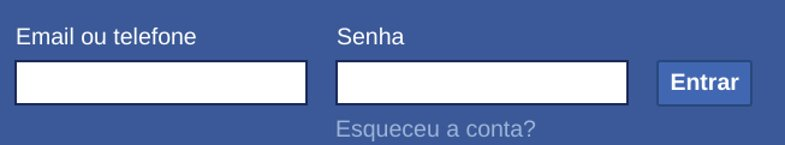 Email ou telefone
Senha
Entrar
Esqueceu a conta?